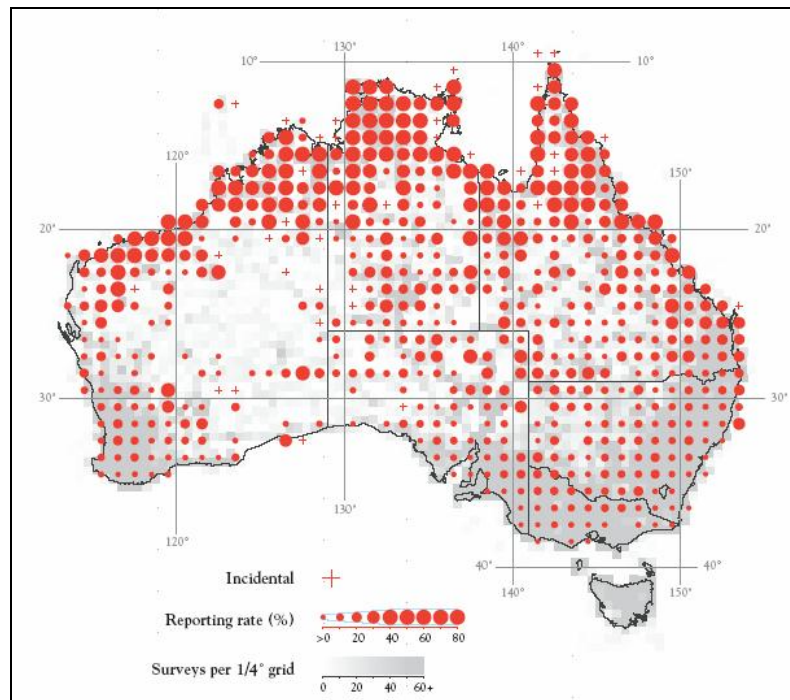 130° 140°
10° 10°
120° 150°
20° 20°
30° 30°
130°
120° 40° 140° 150° 40°
Incidental
Reporting rate (%)
>0 20 40 60 80
Surveys per 1/4° grid
0 20 40 60+